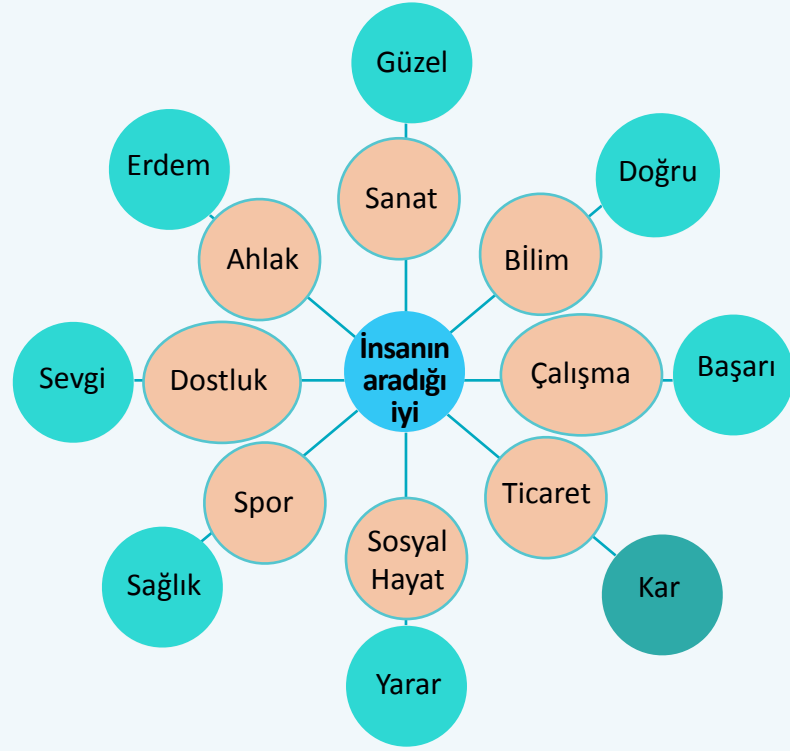 Güzel
Sanat
Erdem
Doğru
Ahlak
Bİlim
İnsanın
aradığı
iyi
Sevgi
Dostluk
Çalışma
Başarı
Spor
Ticaret
Sosyal
Hayat
Sağlık
Kar
Yarar